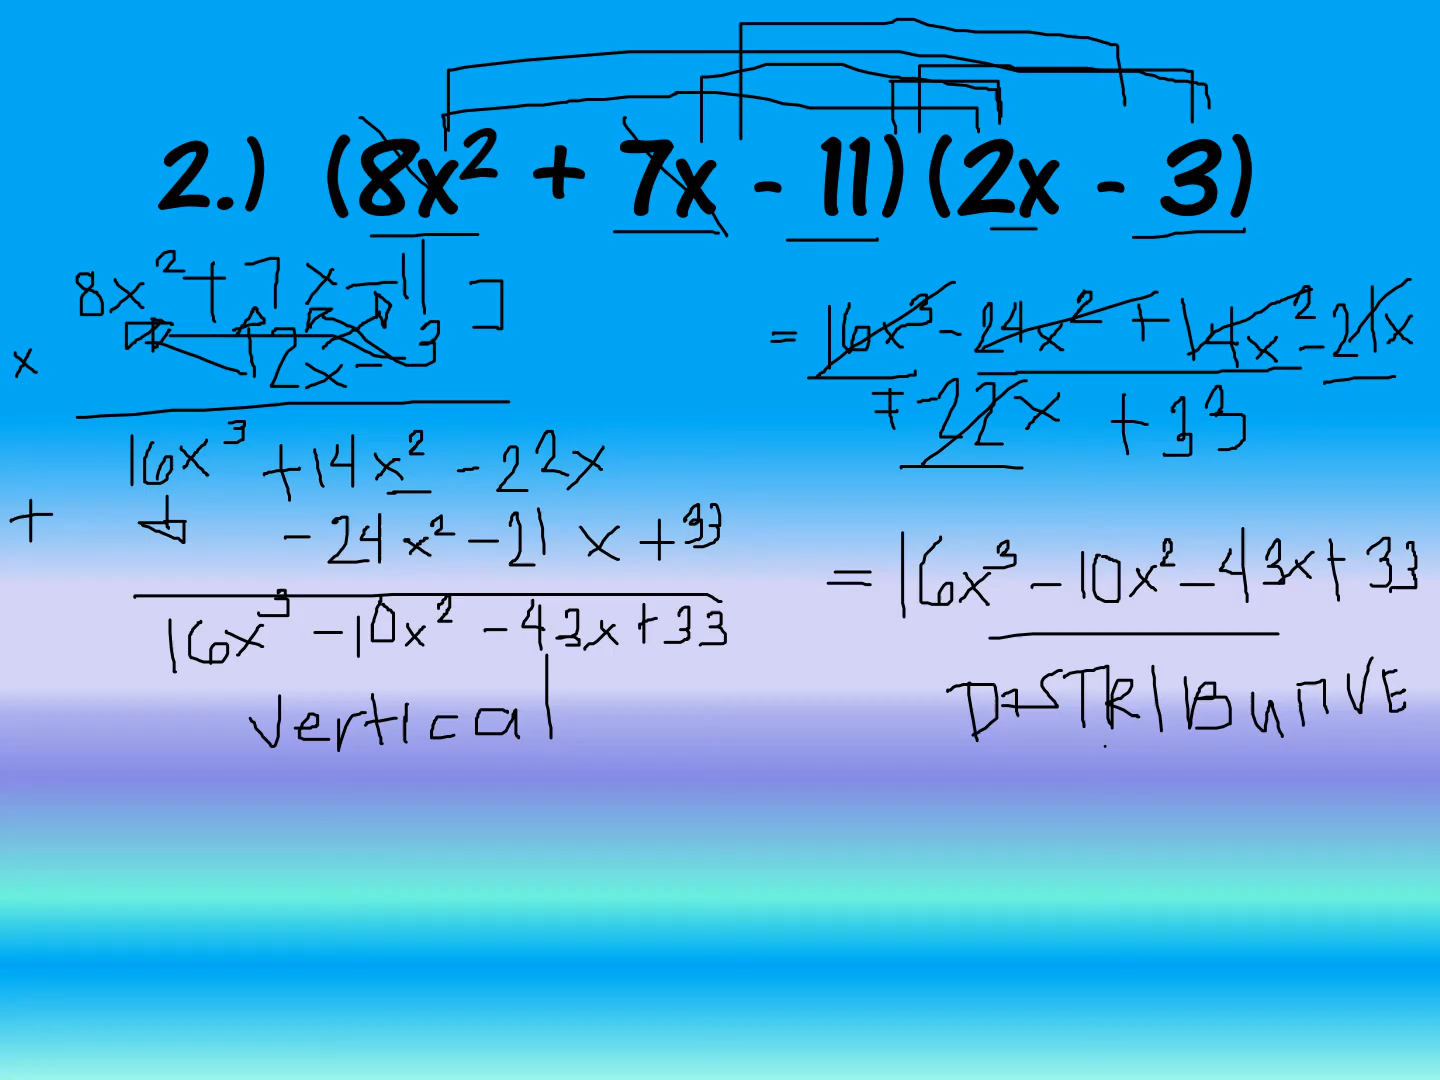 2.) (8x² + 7x - 11)(2x - 3)
8x² + 7x - 11
x 2x - 3
16x³ + 14x² - 22x
+ - 24x² - 21x + 33
16x³ - 10x² - 43x + 33
vertical
= 16x³ - 24x² + 14x² - 21x
- 22x + 33
= 16x³ - 10x² - 43x + 33
DISTRIBUTIVE